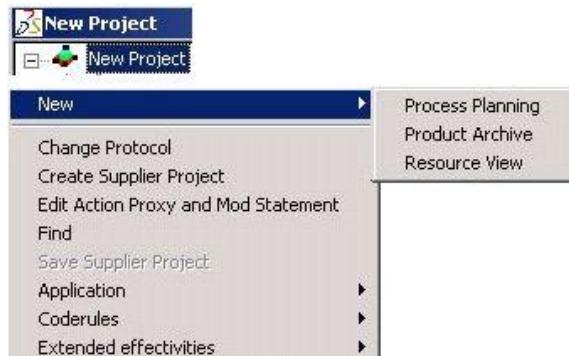 New Project
New Project
New
Process Planning
Product Archive
Resource View
Change Protocol
Create Supplier Project
Edit Action Proxy and Mod Statement
Find
Save Supplier Project
Application
Coderules
Extended effectivities